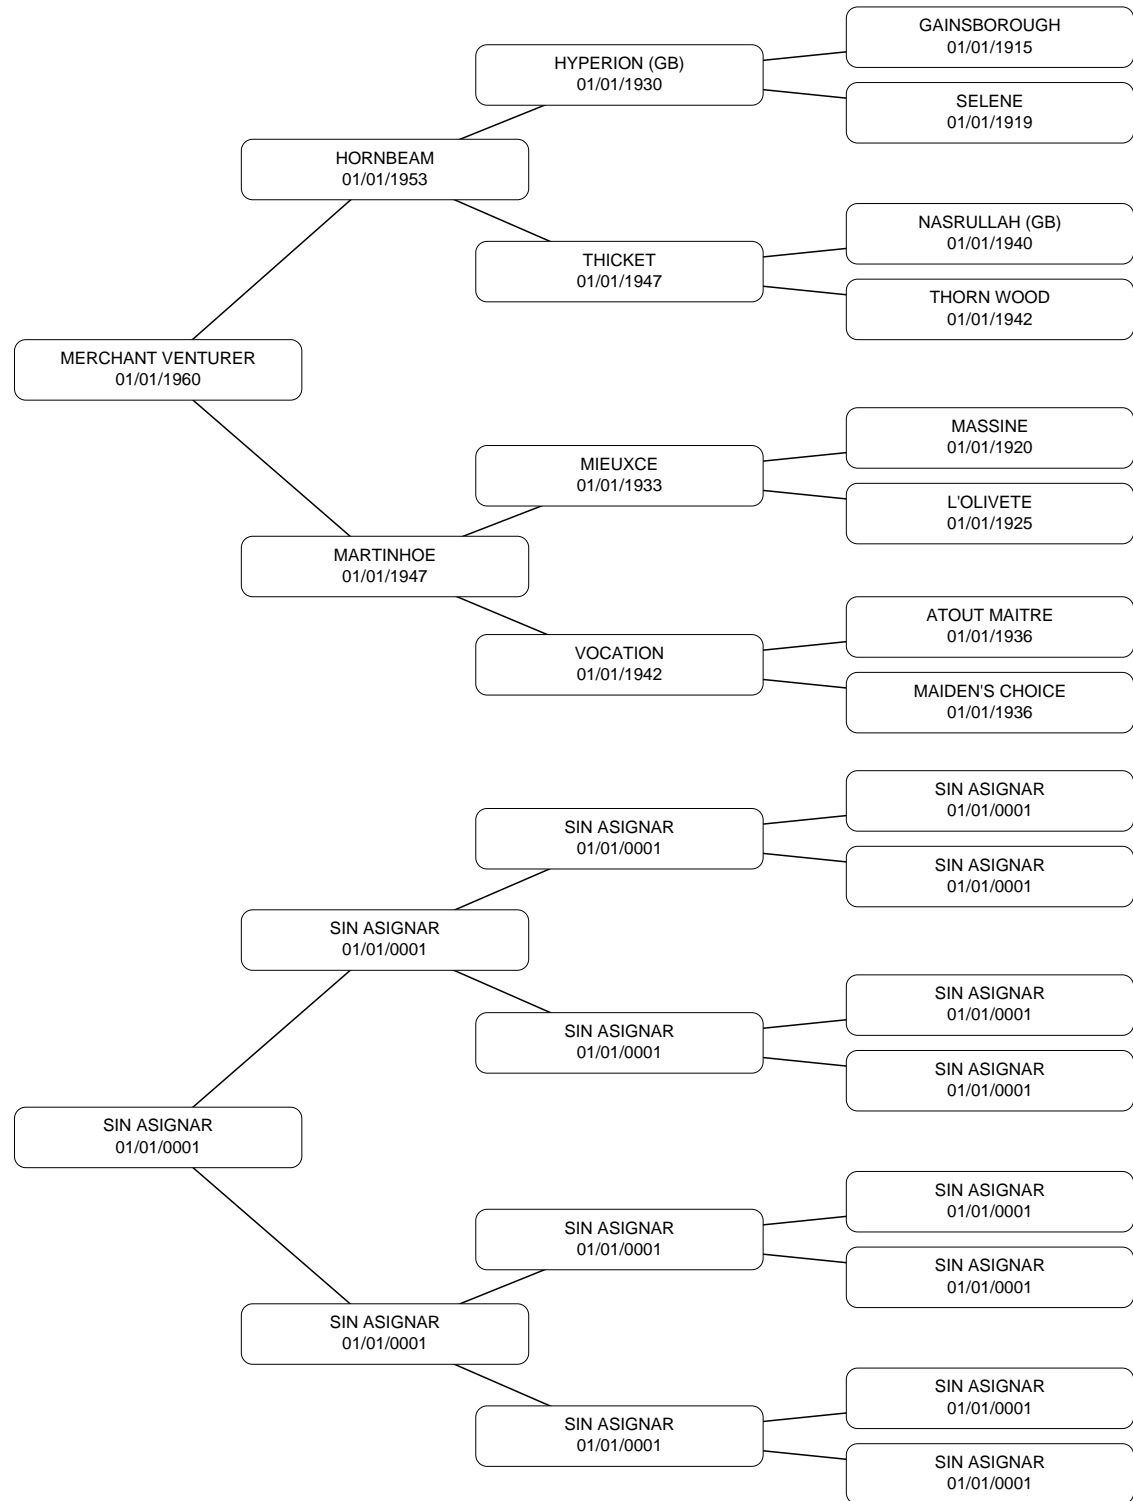 GAINSBOROUGH
01/01/1915
HYPERION (GB)
01/01/1930
SELENE
01/01/1919
HORNBEAM
01/01/1953
NASRULLAH (GB)
01/01/1940
THICKET
01/01/1947
THORN WOOD
01/01/1942
MERCHANT VENTURER
01/01/1960
MASSINE
01/01/1920
MIEUXCE
01/01/1933
L'OLIVETE
01/01/1925
MARTINHOE
01/01/1947
ATOUT MAITRE
01/01/1936
VOCATION
01/01/1942
MAIDEN'S CHOICE
01/01/1936
SIN ASIGNAR
01/01/0001
SIN ASIGNAR
01/01/0001
SIN ASIGNAR
01/01/0001
SIN ASIGNAR
01/01/0001
SIN ASIGNAR
01/01/0001
SIN ASIGNAR
01/01/0001
SIN ASIGNAR
01/01/0001
SIN ASIGNAR
01/01/0001
SIN ASIGNAR
01/01/0001
SIN ASIGNAR
01/01/0001
SIN ASIGNAR
01/01/0001
SIN ASIGNAR
01/01/0001
SIN ASIGNAR
01/01/0001
SIN ASIGNAR
01/01/0001
SIN ASIGNAR
01/01/0001